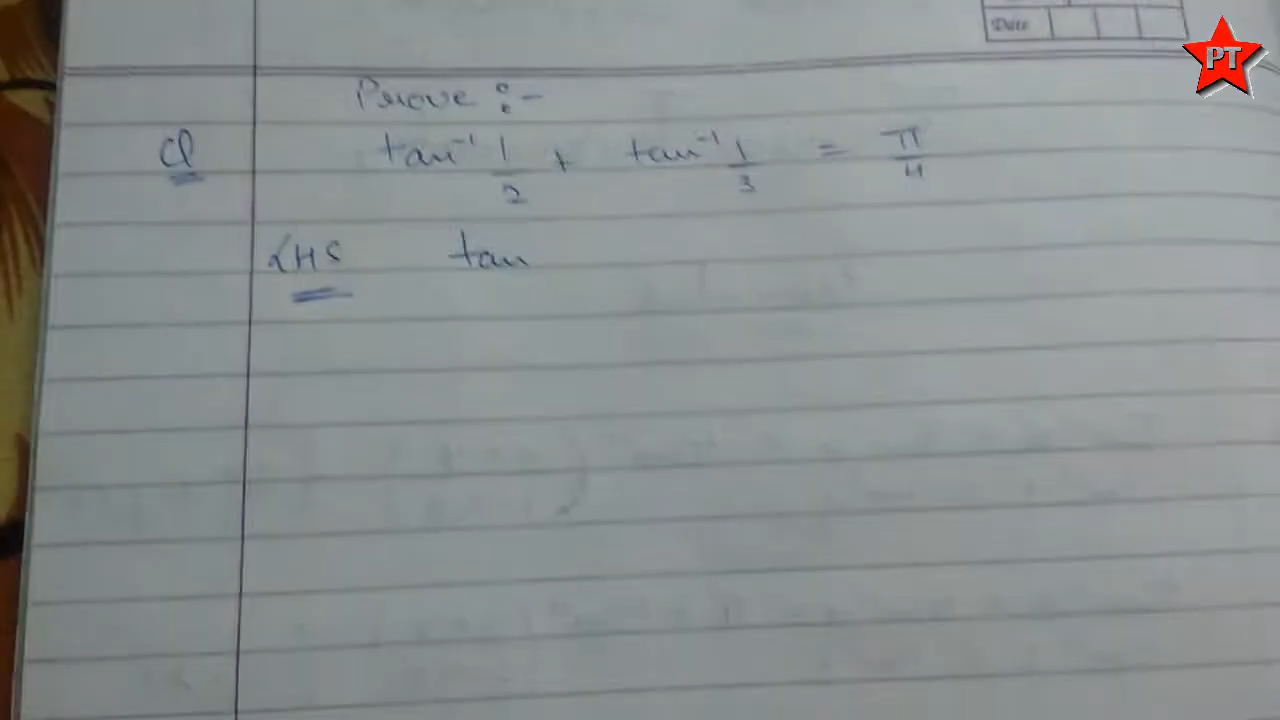 Date
PT
Prove :-
Q tan⁻¹ 1/2 + tan⁻¹ 1/3 = π/4
LHS tan